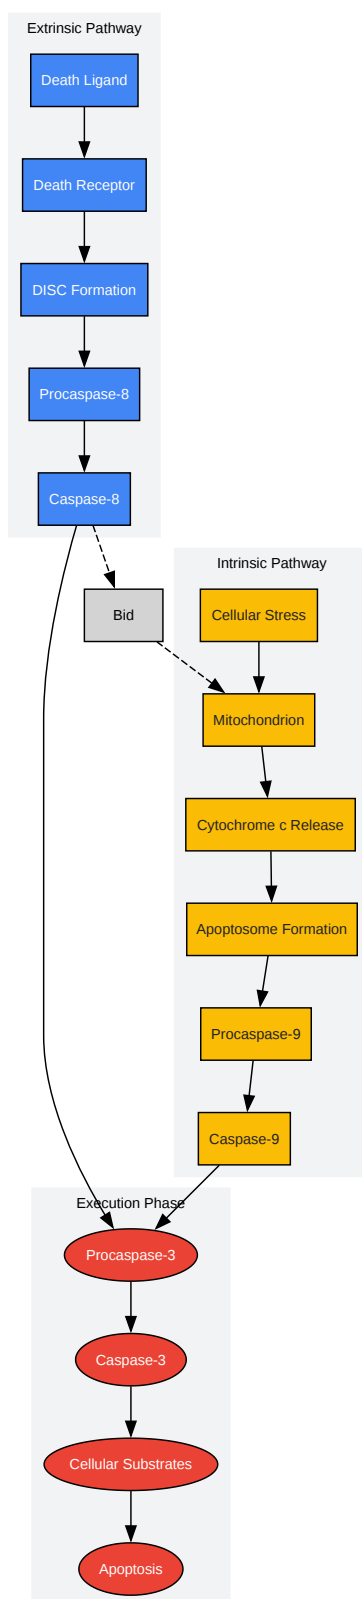 Extrinsic Pathway
Death Ligand
Death Receptor
DISC Formation
Procaspase-8
Caspase-8
Intrinsic Pathway
Bid
Cellular Stress
Mitochondrion
Cytochrome c Release
Apoptosome Formation
Procaspase-9
Caspase-9
Execution Phase
Procaspase-3
Caspase-3
Cellular Substrates
Apoptosis